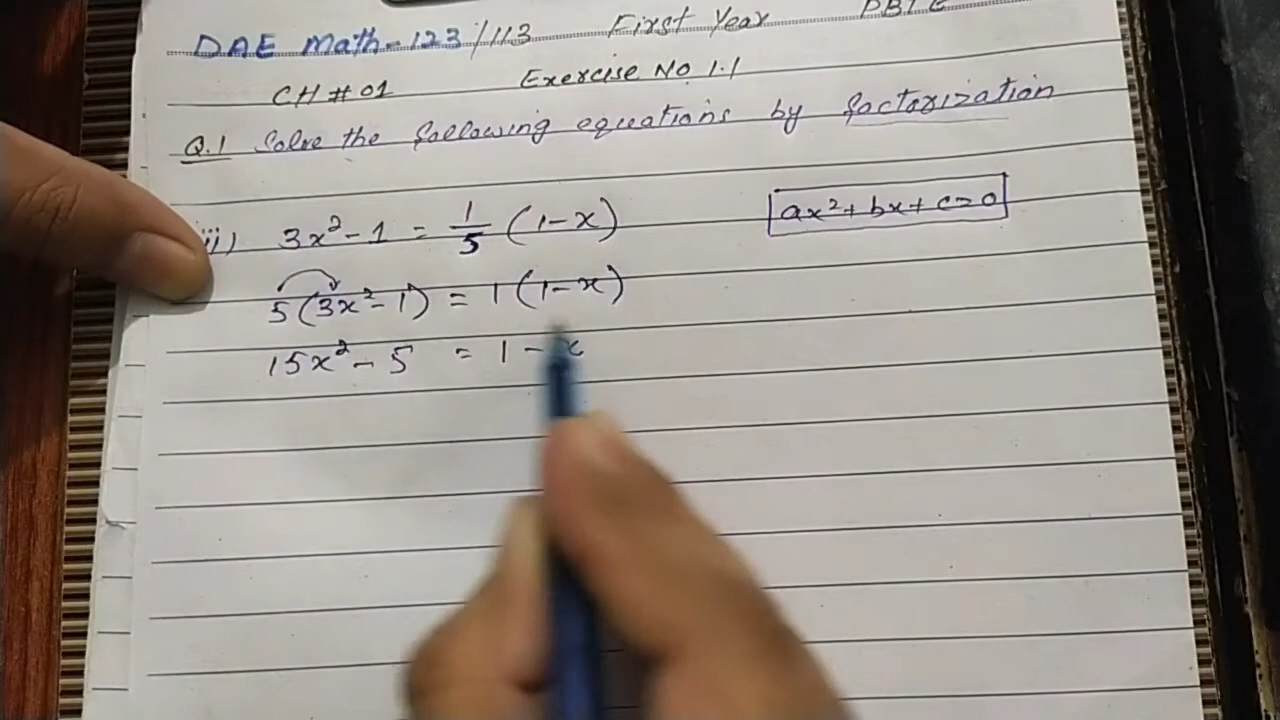 DAE Math-123/113 First Year
CH # 01 Exercise No 1.1
Q.1 Solve the following equations by factorization
3x² - 1 = 1/5 (1-x) ax² + bx + c = 0
5(3x² - 1) = 1(1-x)
15x² - 5 = 1 - x